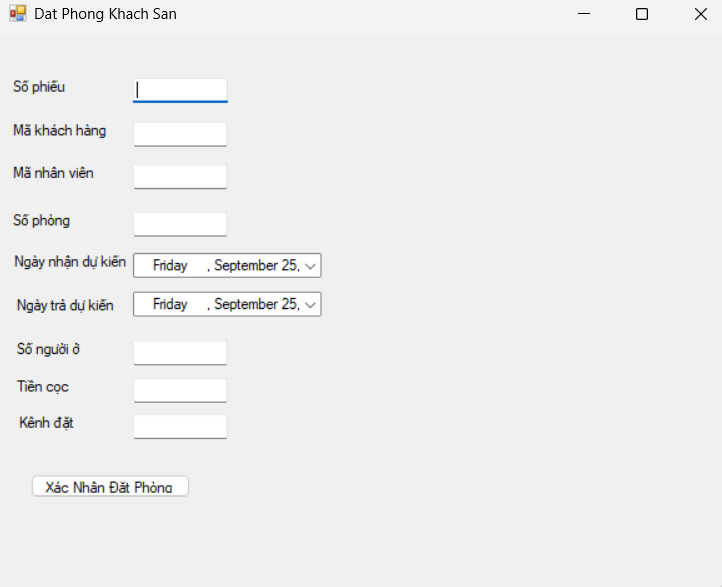 Dat Phong Khach San
Số phiếu
Mã khách hàng
Mã nhân viên
Số phòng
Ngày nhận dự kiến Friday , September 25,
Ngày trả dự kiến Friday , September 25,
Số người ở
Tiền cọc
Kênh đặt
Xác Nhận Đặt Phòng